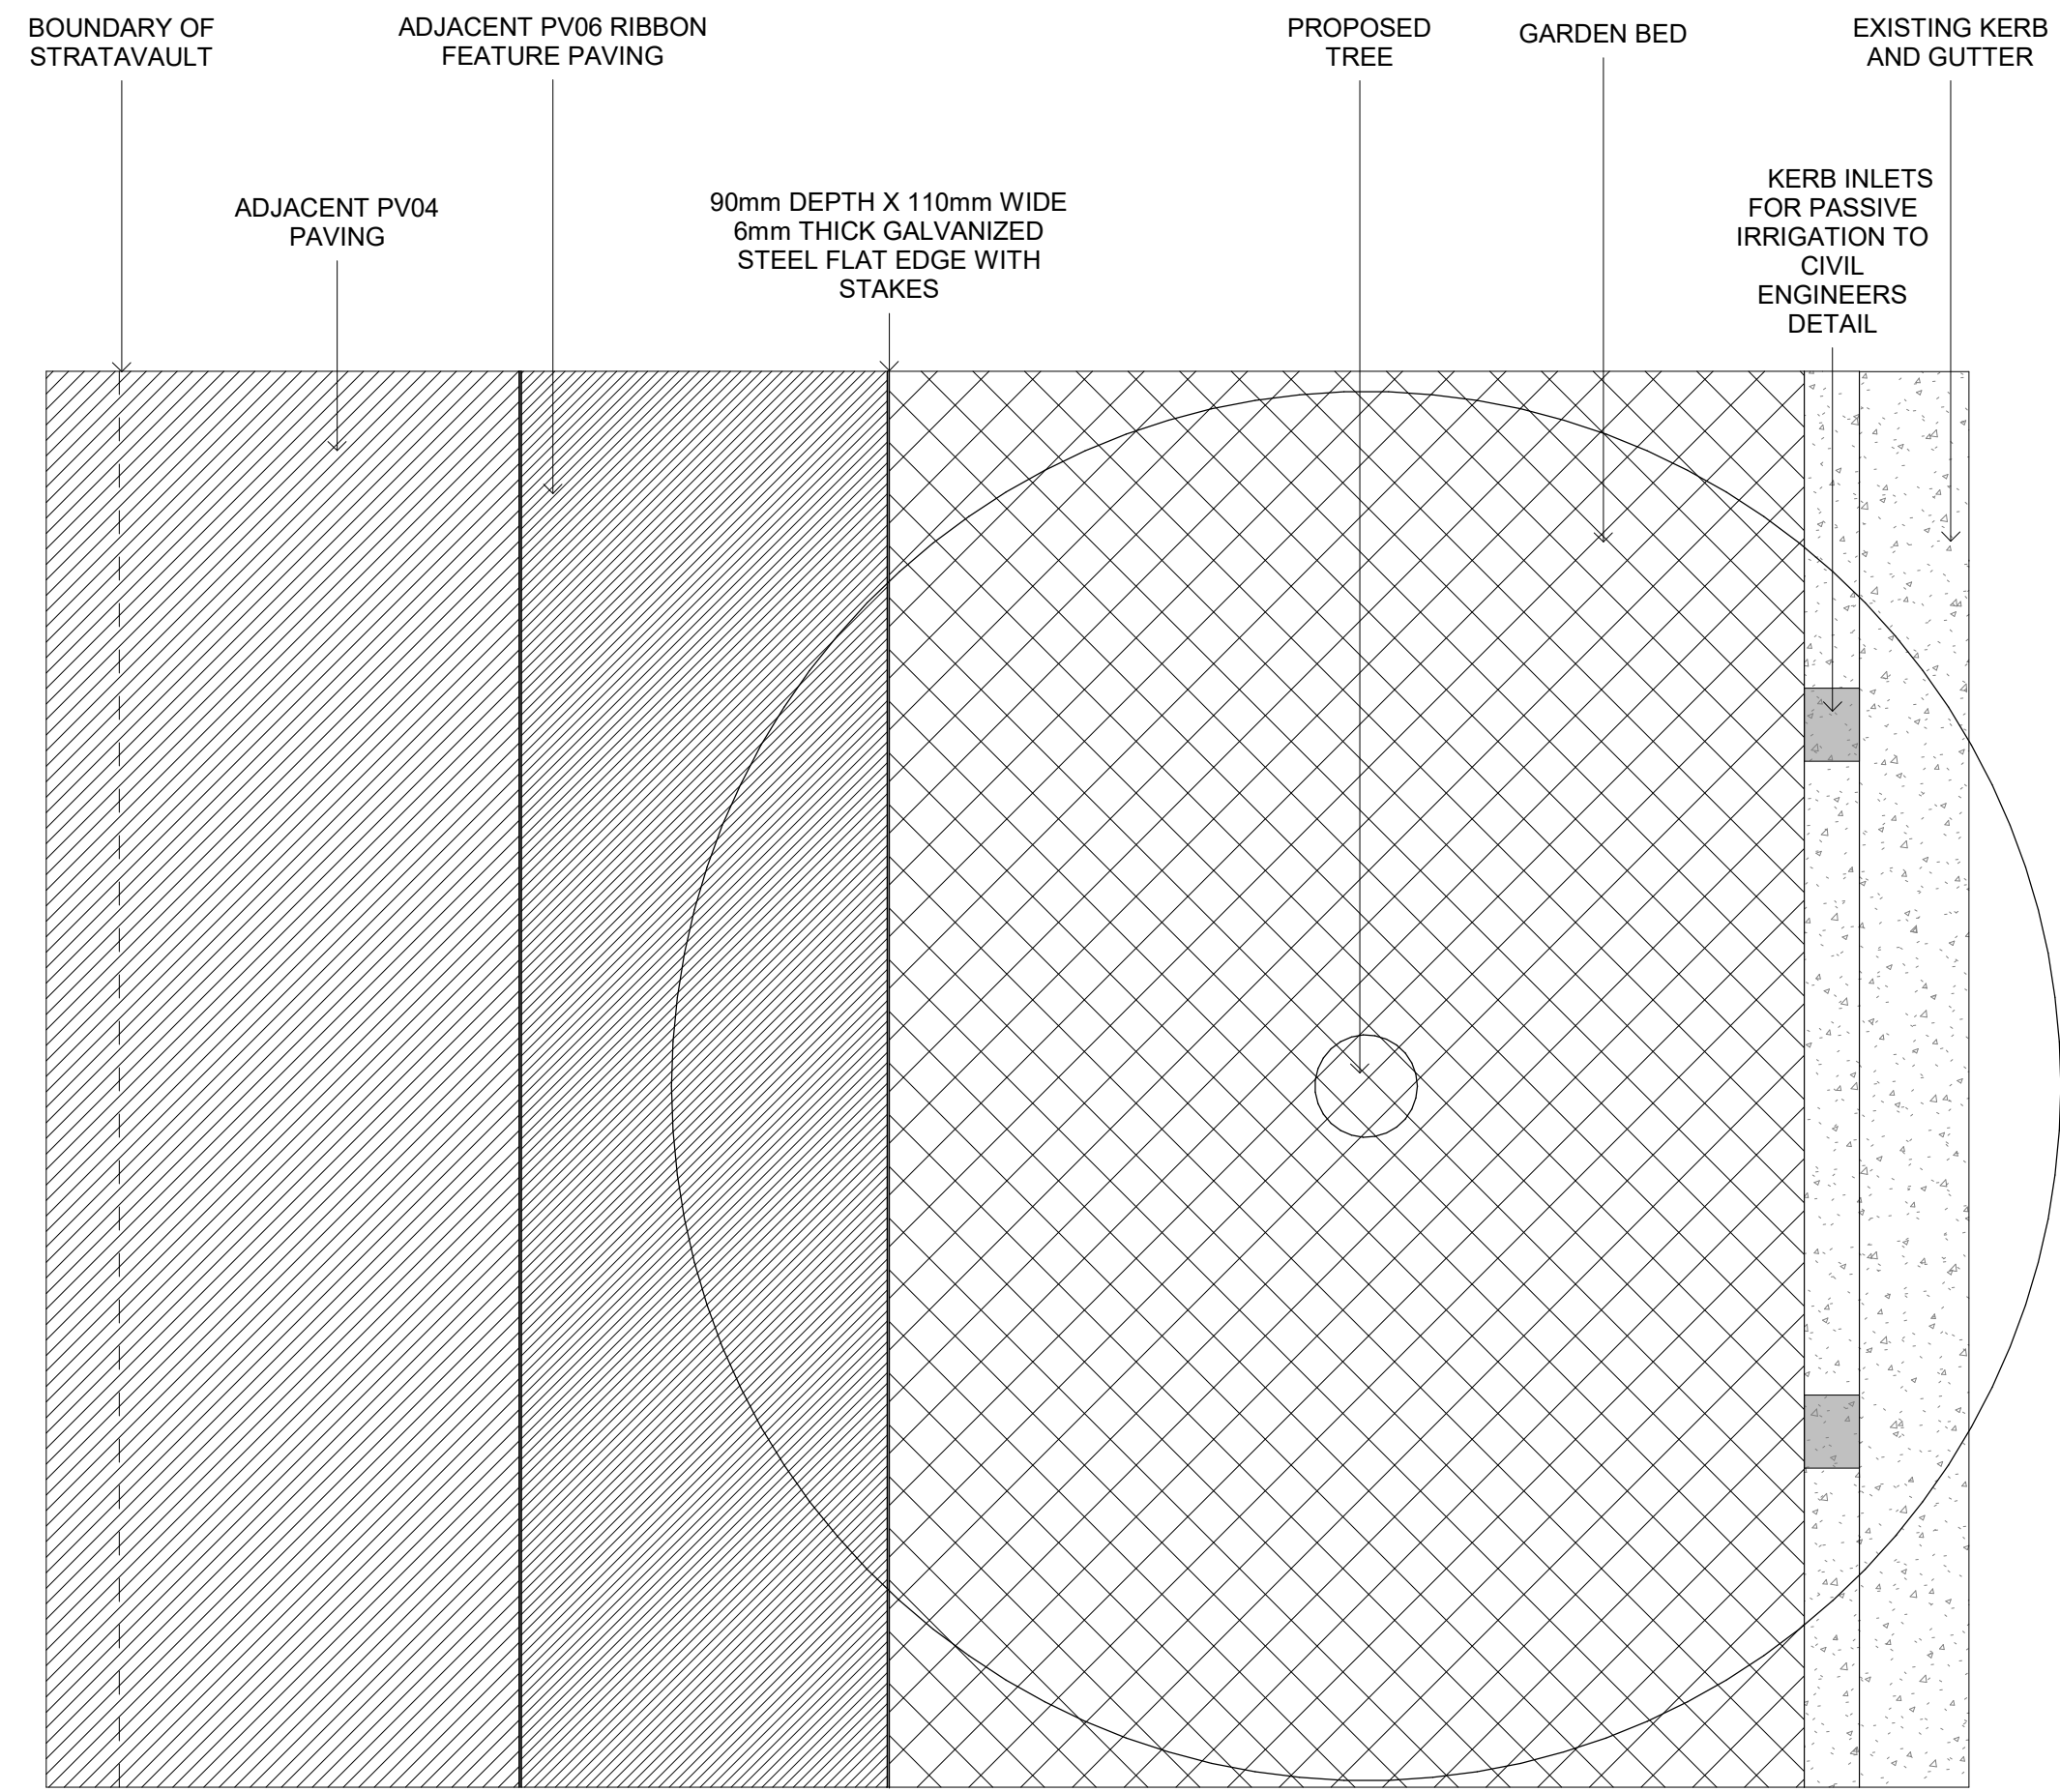 BOUNDARY OF
STRATAVAULT
ADJACENT PV06 RIBBON
FEATURE PAVING
PROPOSED
TREE
GARDEN BED
EXISTING KERB
AND GUTTER
ADJACENT PV04
PAVING
90mm DEPTH X 110mm WIDE
6mm THICK GALVANIZED
STEEL FLAT EDGE WITH
STAKES
KERB INLETS
FOR PASSIVE
IRRIGATION TO
CIVIL
ENGINEERS
DETAIL